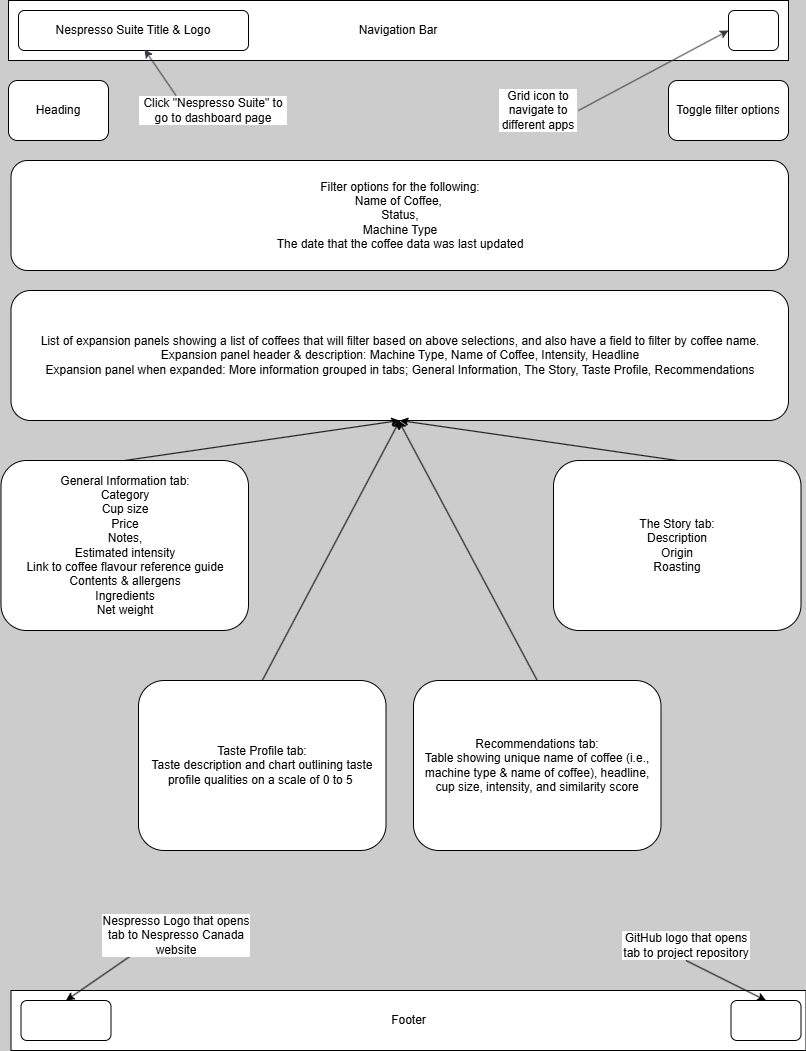 Nespresso Suite Title & Logo
Navigation Bar
Heading
Click "Nespresso Suite" to
go to dashboard page
Grid icon to
navigate to
different apps
Toggle filter options
Filter options for the following:
Name of Coffee,
Status,
Machine Type
The date that the coffee data was last updated
List of expansion panels showing a list of coffees that will filter based on above selections, and also have a field to filter by coffee name.
Expansion panel header & description: Machine Type, Name of Coffee, Intensity, Headline
Expansion panel when expanded: More information grouped in tabs; General Information, The Story, Taste Profile, Recommendations
General Information tab:
Category
Cup size
Price
Notes,
Estimated intensity
Link to coffee flavour reference guide
Contents & allergens
Ingredients
Net weight
The Story tab:
Description
Origin
Roasting
Taste Profile tab:
Taste description and chart outlining taste
profile qualities on a scale of 0 to 5
Recommendations tab:
Table showing unique name of coffee (i.e.,
machine type & name of coffee), headline,
cup size, intensity, and similarity score
Nespresso Logo that opens
tab to Nespresso Canada
website
GitHub logo that opens
tab to project repository
Footer